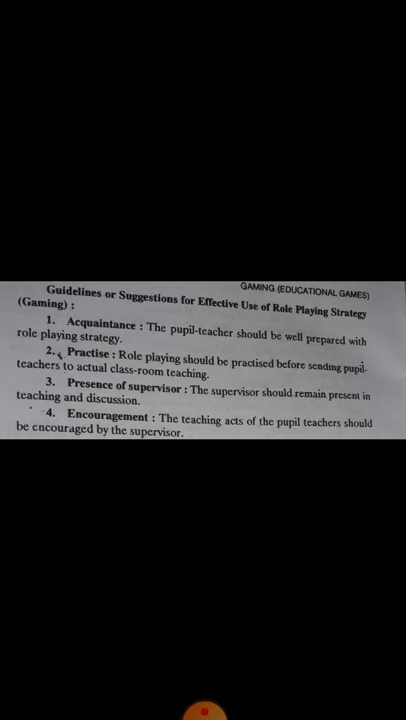 GAMING (EDUCATIONAL GAMES)
Guidelines or Suggestions for Effective Use of Role Playing Strategy
(Gaming) :
1. Acquaintance : The pupil-teacher should be well prepared with
role playing strategy.
2. Practise : Role playing should be practised before sending pupil-
teachers to actual class-room teaching.
3. Presence of supervisor : The supervisor should remain present in
teaching and discussion.
4. Encouragement : The teaching acts of the pupil teachers should
be encouraged by the supervisor.